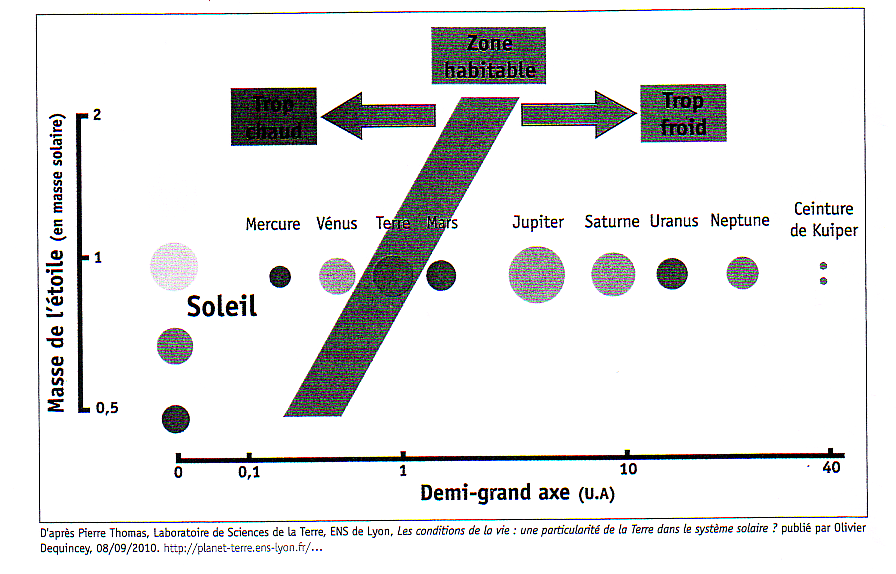 Zone
habitable
Trop
chaud
Trop
froid
Masse de l'étoile (en masse solaire)
2
1
0,5
Mercure Vénus Terre Mars Jupiter Saturne Uranus Neptune Ceinture
de Kuiper
Soleil
0 0,1 1 10 40
Demi-grand axe (U.A)
D'après Pierre Thomas, Laboratoire de Sciences de la Terre, ENS de Lyon, Les conditions de la vie : une particularité de la Terre dans le système solaire ? publié par Olivier
Dequincey, 08/09/2010. http://planet-terre.ens-lyon.fr/...